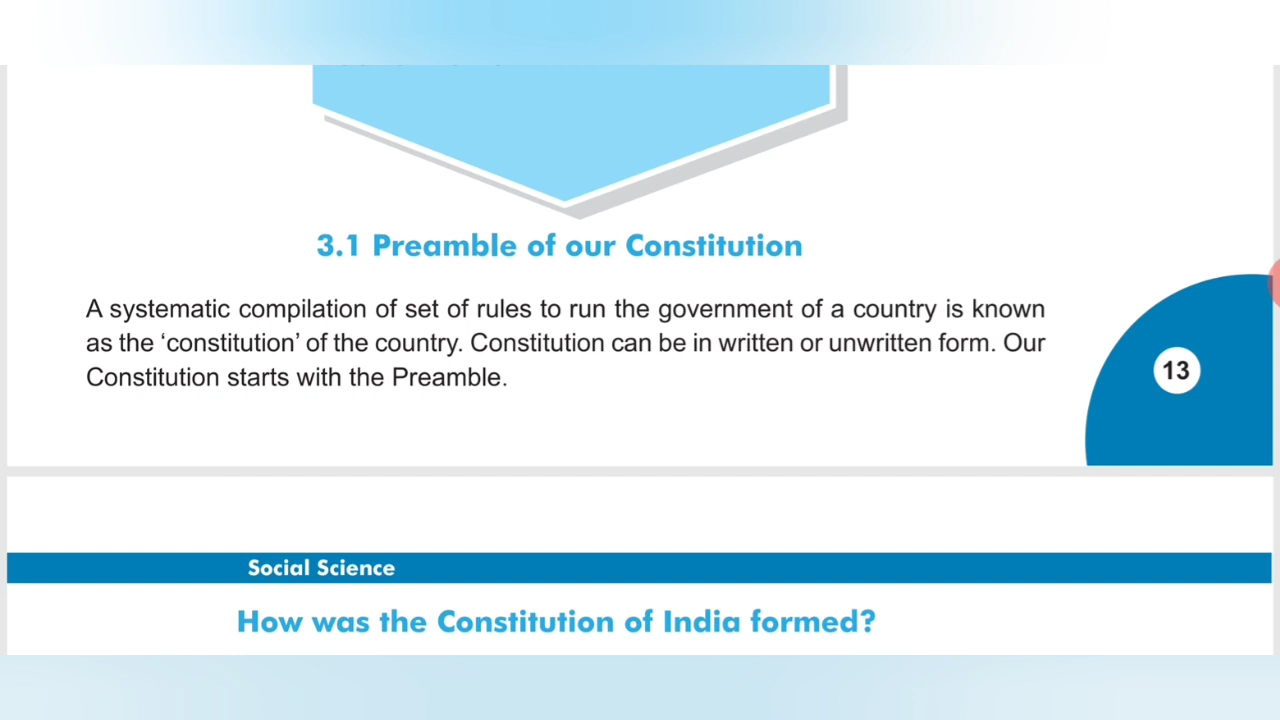 3.1 Preamble of our Constitution
A systematic compilation of set of rules to run the government of a country is known
as the ‘constitution’ of the country. Constitution can be in written or unwritten form. Our
Constitution starts with the Preamble.
13
Social Science
How was the Constitution of India formed?